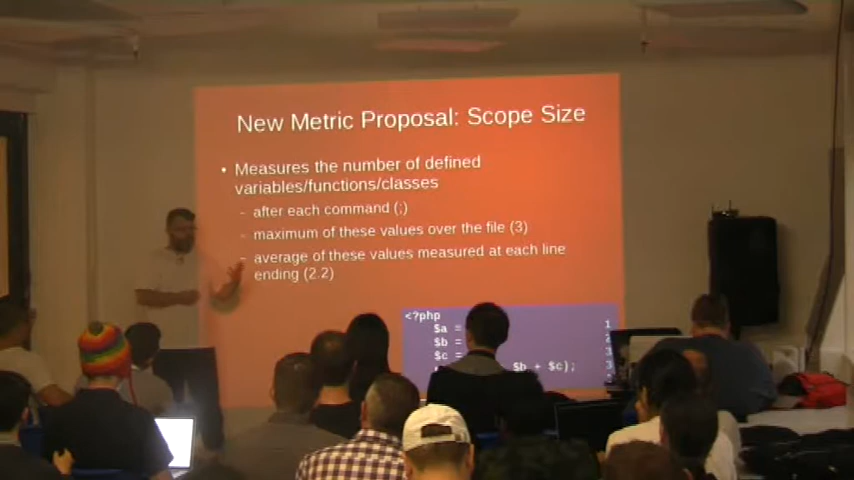 New Metric Proposal: Scope Size
• Measures the number of defined
variables/functions/classes
- after each command (;)
- maximum of these values over the file (3)
- average of these values measured at each line
ending (2.2)
<?php
$a = 1
$b = 2
$c = 3
$b + $c); 3